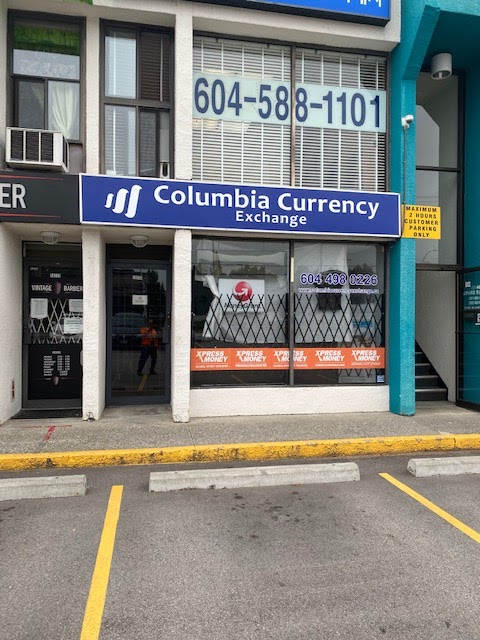 604-588-1101
ER
Columbia Currency
Exchange
MAXIMUM
2 HOURS
CUSTOMER
PARKING
ONLY
VINTAGE BARBER
604 498 0226
XPRESS MONEY
XPRESS MONEY
XPRESS MONEY
XPRESS MONEY
XPRESS MONEY